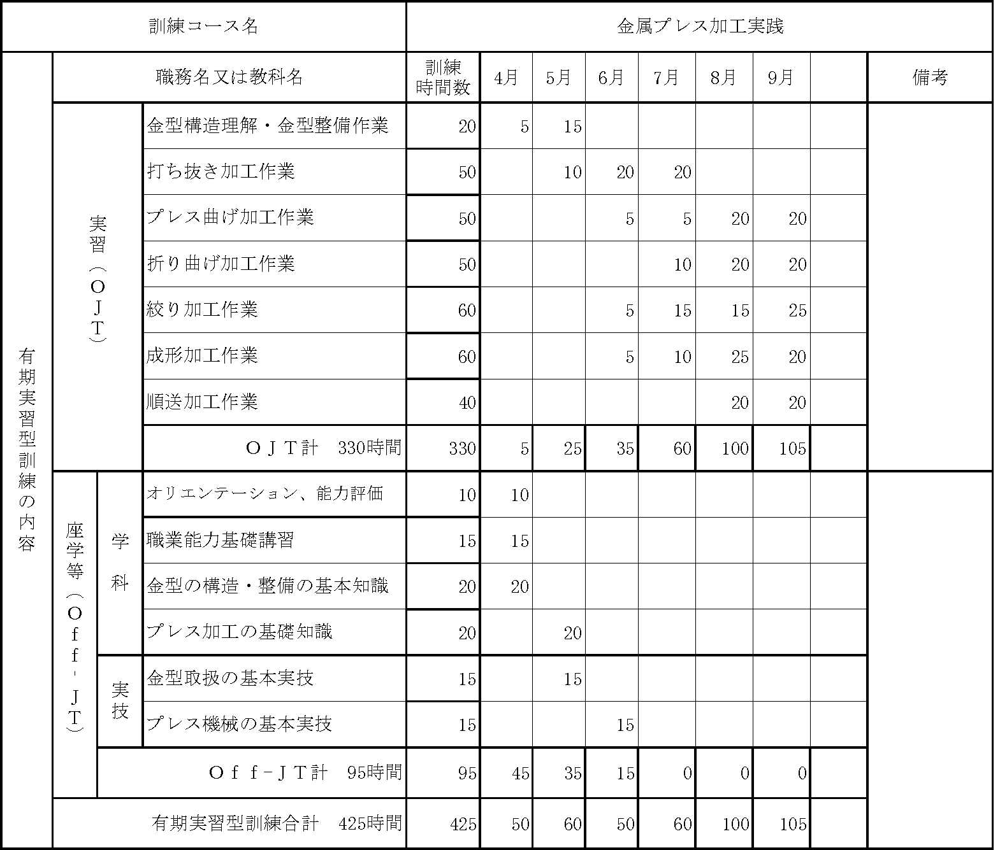 訓練コース名 金属プレス加工実践
職務名又は教科名 訓練時間数 4月 5月 6月 7月 8月 9月 備考
有期実習型訓練の内容
実習（ＯＪＴ）
金型構造理解・金型整備作業 20 5 15
打ち抜き加工作業 50 10 20 20
プレス曲げ加工作業 50 5 5 20 20
折り曲げ加工作業 50 10 20 20
絞り加工作業 60 5 15 15 25
成形加工作業 60 5 10 25 20
順送加工作業 40 20 20
ＯＪＴ計　330時間 330 5 25 35 60 100 105
座学等（Ｏｆｆ-ＪＴ）
学科
オリエンテーション、能力評価 10 10
職業能力基礎講習 15 15
金型の構造・整備の基本知識 20 20
プレス加工の基礎知識 20 20
実技
金型取扱の基本実技 15 15
プレス機械の基本実技 15 15
Ｏｆｆ−ＪＴ計　95時間 95 45 35 15 0 0 0
有期実習型訓練合計　425時間 425 50 60 50 60 100 105